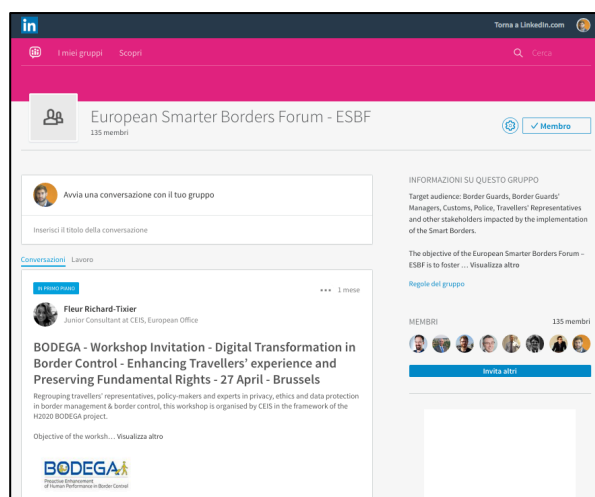 in
Torna a LinkedIn.com
I miei gruppi
Scopri
Cerca
European Smarter Borders Forum - ESBF
135 membri
Membro
Avvia una conversazione con il tuo gruppo
Inserisci il titolo della conversazione
Conversazioni
Lavoro
IN PRIMO PIANO
1 mese
Fleur Richard-Tixier
Junior Consultant at CEIS, European Office
BODEGA - Workshop Invitation - Digital Transformation in
Border Control - Enhancing Travellers' experience and
Preserving Fundamental Rights - 27 April - Brussels
Regrouping travellers' representatives, policy-makers and experts in privacy, ethics and data protection
in border management & border control, this workshop is organised by CEIS in the framework of the
H2020 BODEGA project.
Objective of the worksh... Visualizza altro
BODEGA
Proactive Enhancement
of Human Performance in Border Control
INFORMAZIONI SU QUESTO GRUPPO
Target audience: Border Guards, Border Guards'
Managers, Customs, Police, Travellers' Representatives
and other stakeholders impacted by the implementation
of the Smart Borders.
The objective of the European Smarter Borders Forum –
ESBF is to foster ... Visualizza altro
Regole del gruppo
MEMBRI
135 membri
Invita altri